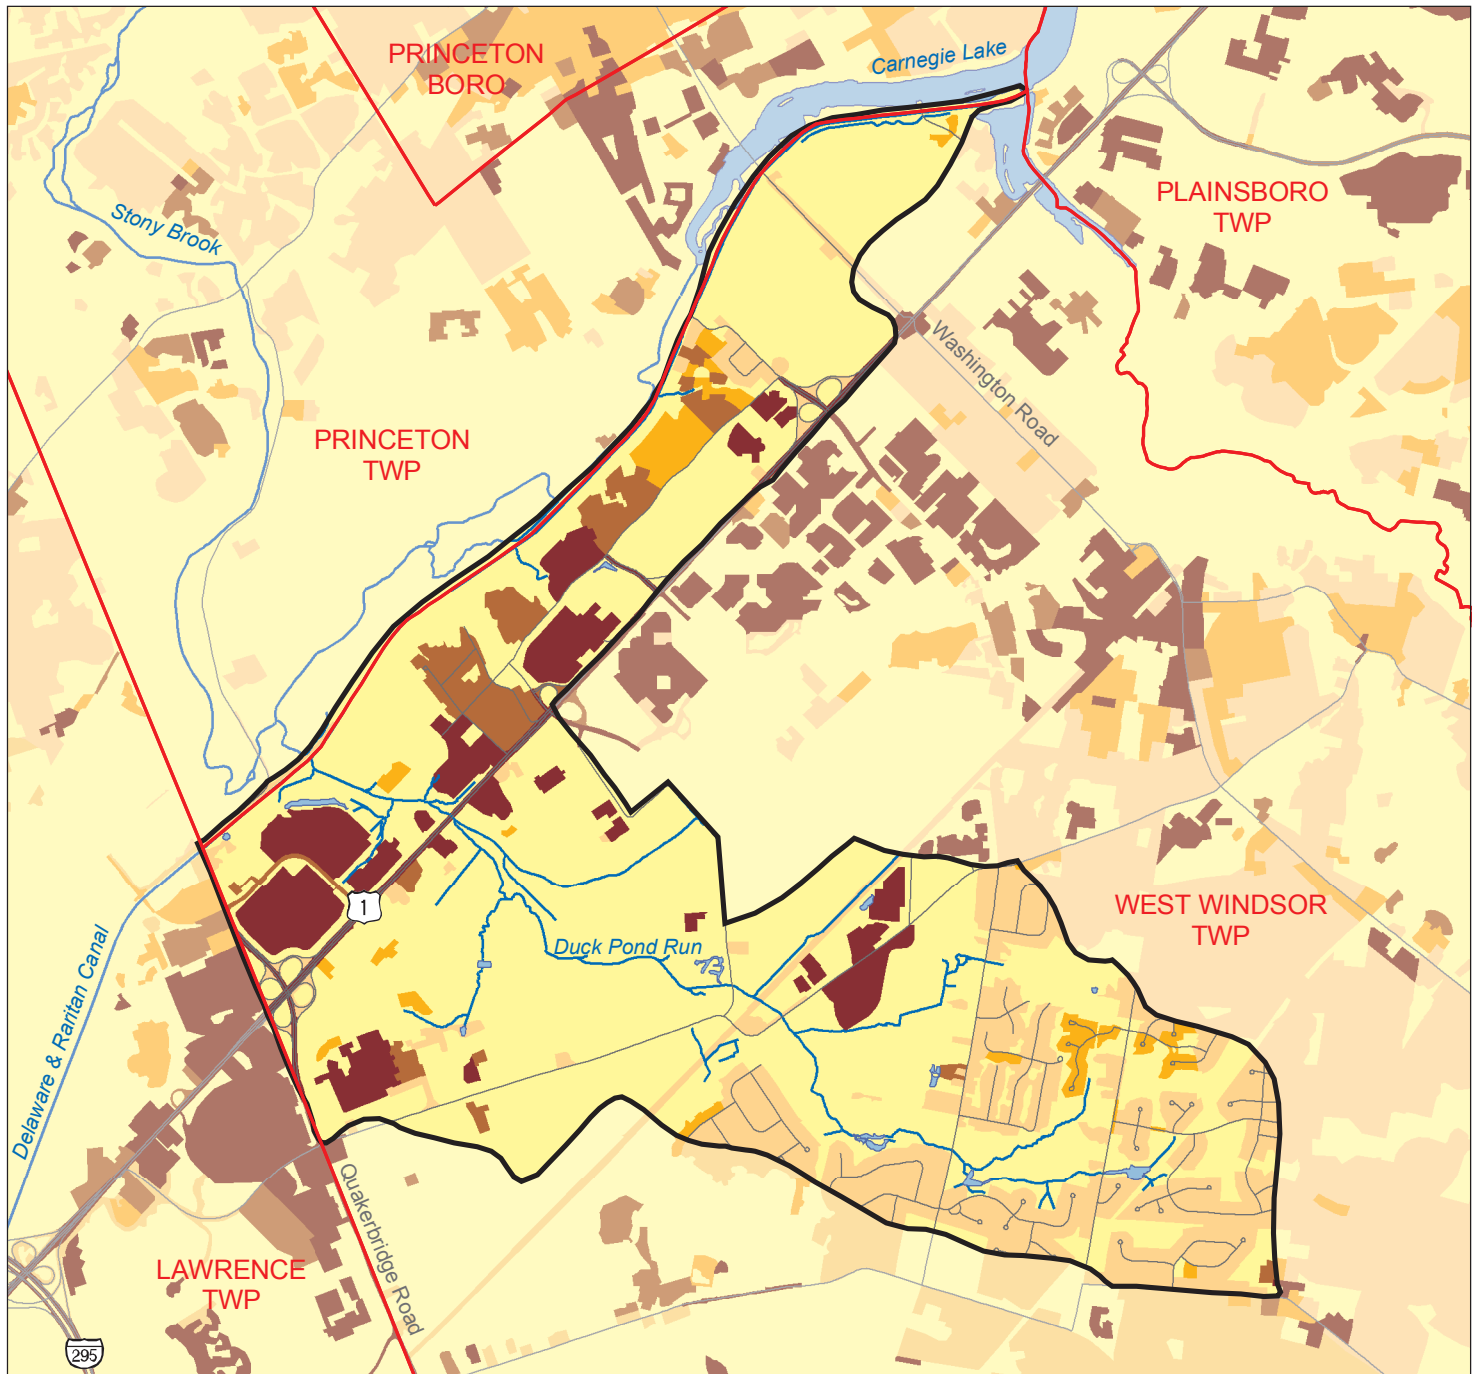 PRINCETON
BORO
Carnegie Lake
PLAINSBORO
TWP
Stony Brook
Washington Road
PRINCETON
TWP
1
WEST WINDSOR
TWP
Duck Pond Run
Delaware & Raritan Canal
Quakerbridge Road
LAWRENCE
TWP
295